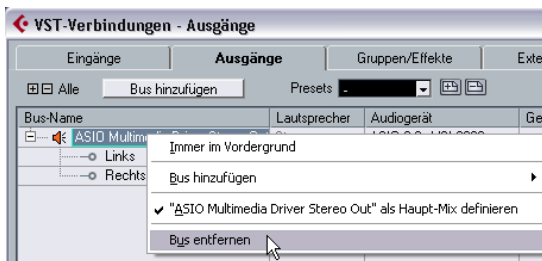 VST-Verbindungen - Ausgänge
Eingänge Ausgänge Gruppen/Effekte Exte
Alle Bus hinzufügen Presets -
Bus-Name Lautsprecher Audiogerät Ge
ASIO Multimedia Driver Stereo Out
Links
Rechts
Immer im Vordergrund
Bus hinzufügen
"ASIO Multimedia Driver Stereo Out" als Haupt-Mix definieren
Bus entfernen